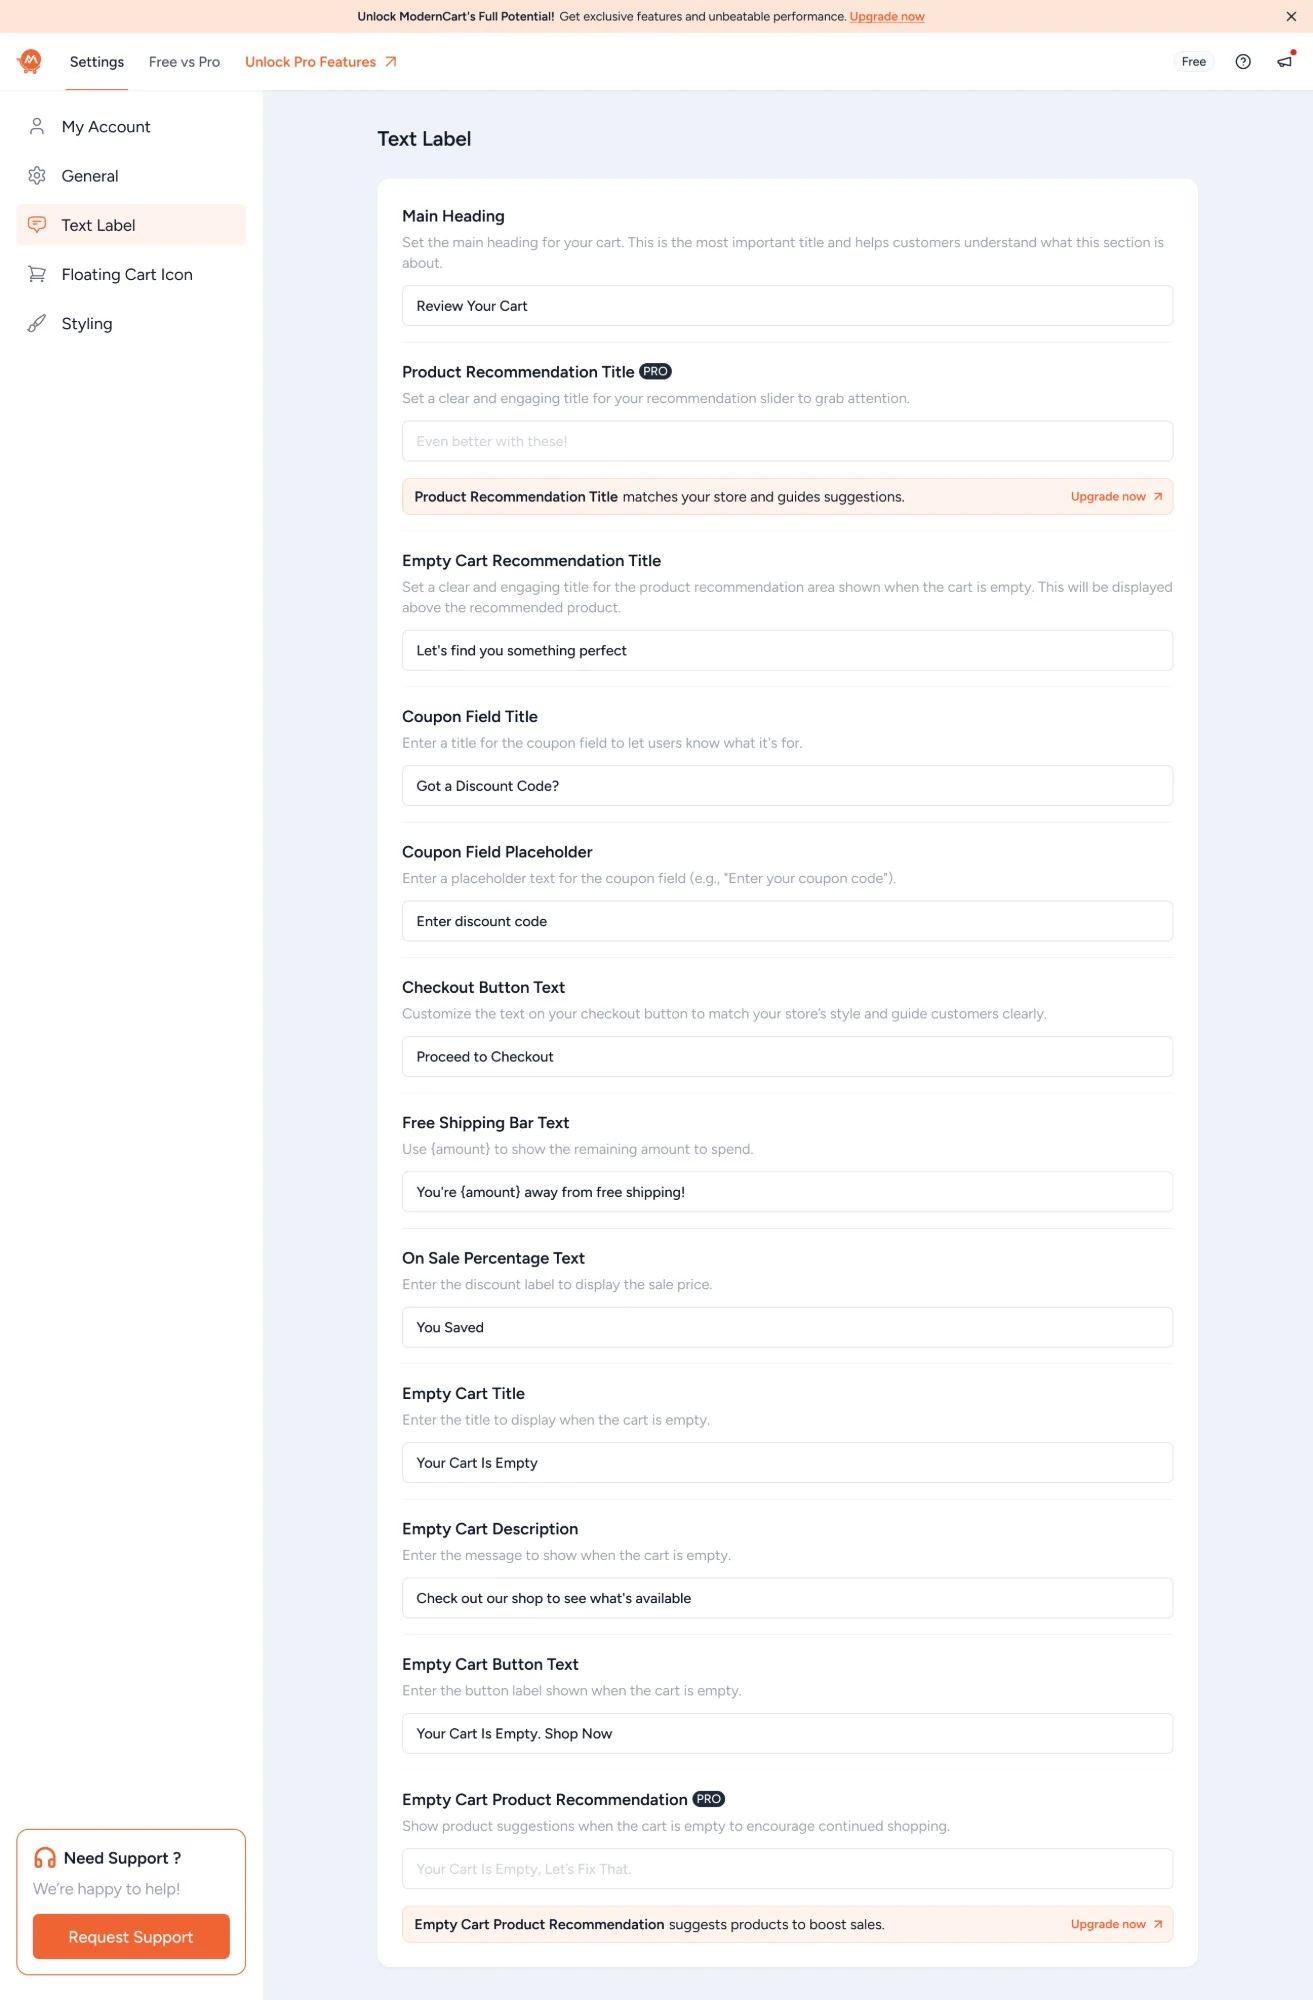 Unlock ModernCart's Full Potential! Get exclusive features and unbeatable performance. Upgrade now
Settings
Free vs Pro
Unlock Pro Features
Free
My Account
General
Text Label
Floating Cart Icon
Styling
Text Label
Main Heading
Set the main heading for your cart. This is the most important title and helps customers understand what this section is
about.
Review Your Cart
Product Recommendation Title PRO
Set a clear and engaging title for your recommendation slider to grab attention.
Even better with these!
Product Recommendation Title matches your store and guides suggestions. Upgrade now
Empty Cart Recommendation Title
Set a clear and engaging title for the product recommendation area shown when the cart is empty. This will be displayed
above the recommended product.
Let's find you something perfect
Coupon Field Title
Enter a title for the coupon field to let users know what it's for.
Got a Discount Code?
Coupon Field Placeholder
Enter a placeholder text for the coupon field (e.g., "Enter your coupon code").
Enter discount code
Checkout Button Text
Customize the text on your checkout button to match your store's style and guide customers clearly.
Proceed to Checkout
Free Shipping Bar Text
Use {amount} to show the remaining amount to spend.
You're {amount} away from free shipping!
On Sale Percentage Text
Enter the discount label to display the sale price.
You Saved
Empty Cart Title
Enter the title to display when the cart is empty.
Your Cart Is Empty
Empty Cart Description
Enter the message to show when the cart is empty.
Check out our shop to see what's available
Empty Cart Button Text
Enter the button label shown when the cart is empty.
Your Cart Is Empty. Shop Now
Empty Cart Product Recommendation PRO
Show product suggestions when the cart is empty to encourage continued shopping.
Your Cart Is Empty, Let's Fix That.
Empty Cart Product Recommendation suggests products to boost sales. Upgrade now
Need Support ?
We're happy to help!
Request Support